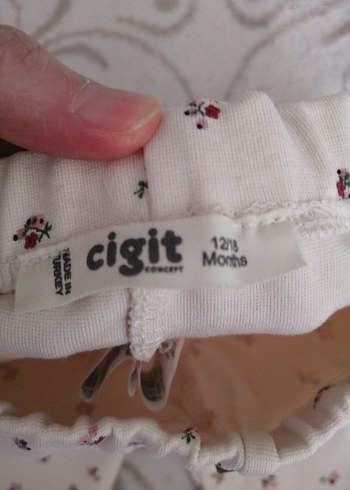 MADE IN
TURKEY
cigit
CONCEPT
12/18
Months